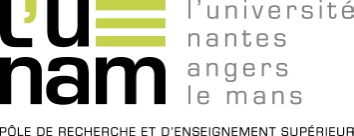 l'u
nam
l'université
nantes
angers
le mans
PÔLE DE RECHERCHE ET D'ENSEIGNEMENT SUPÉRIEUR